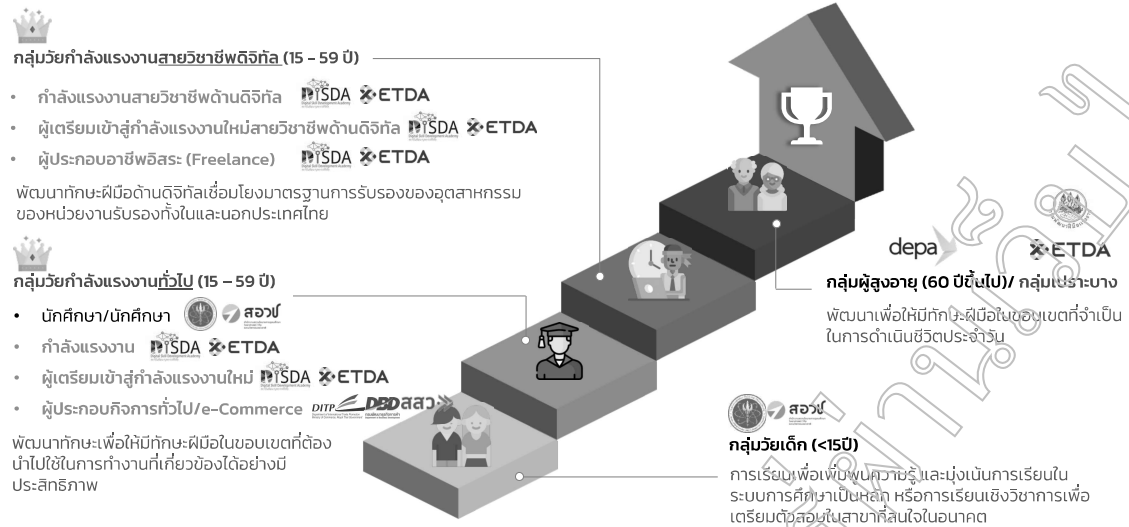 กลุ่มวัยกำลังแรงงานสายวิชาชีพดิจิทัล (15 - 59 ปี)
• กำลังแรงงานสายวิชาชีพด้านดิจิทัล DISDA ETDA
• ผู้เตรียมเข้าสู่กำลังแรงงานใหม่สายวิชาชีพด้านดิจิทัล DISDA ETDA
• ผู้ประกอบอาชีพอิสระ (Freelance) DISDA ETDA
พัฒนาทักษะฝีมือด้านดิจิทัลเชื่อมโยงมาตรฐานการรับรองของอุตสาหกรรม
ของหน่วยงานรับรองทั้งในและนอกประเทศไทย
กลุ่มวัยกำลังแรงงานทั่วไป (15 – 59 ปี)
• นักศึกษา/นักศึกษา สอวช
• กำลังแรงงาน DISDA ETDA
• ผู้เตรียมเข้าสู่กำลังแรงงานใหม่ DISDA ETDA
• ผู้ประกอบกิจการทั่วไป/e-Commerce DITP DBD สสว
พัฒนาทักษะเพื่อให้มีทักษะฝีมือในขอบเขตที่ต้อง
นำไปใช้ในการทำงานที่เกี่ยวข้องได้อย่างมี
ประสิทธิภาพ
depa ETDA
กลุ่มผู้สูงอายุ (60 ปีขึ้นไป)/ กลุ่มเปราะบาง
พัฒนาเพื่อให้มีทักษะฝีมือในขอบเขตที่จำเป็น
ในการดำเนินชีวิตประจำวัน
สอวช
กลุ่มวัยเด็ก (<15ปี)
การเรียนเพื่อเพิ่มพูนความรู้ และมุ่งเน้นการเรียนใน
ระบบการศึกษาเป็นหลัก หรือการเรียนเชิงวิชาการเพื่อ
เตรียมตัวสอบในสาขาที่สนใจในอนาคต